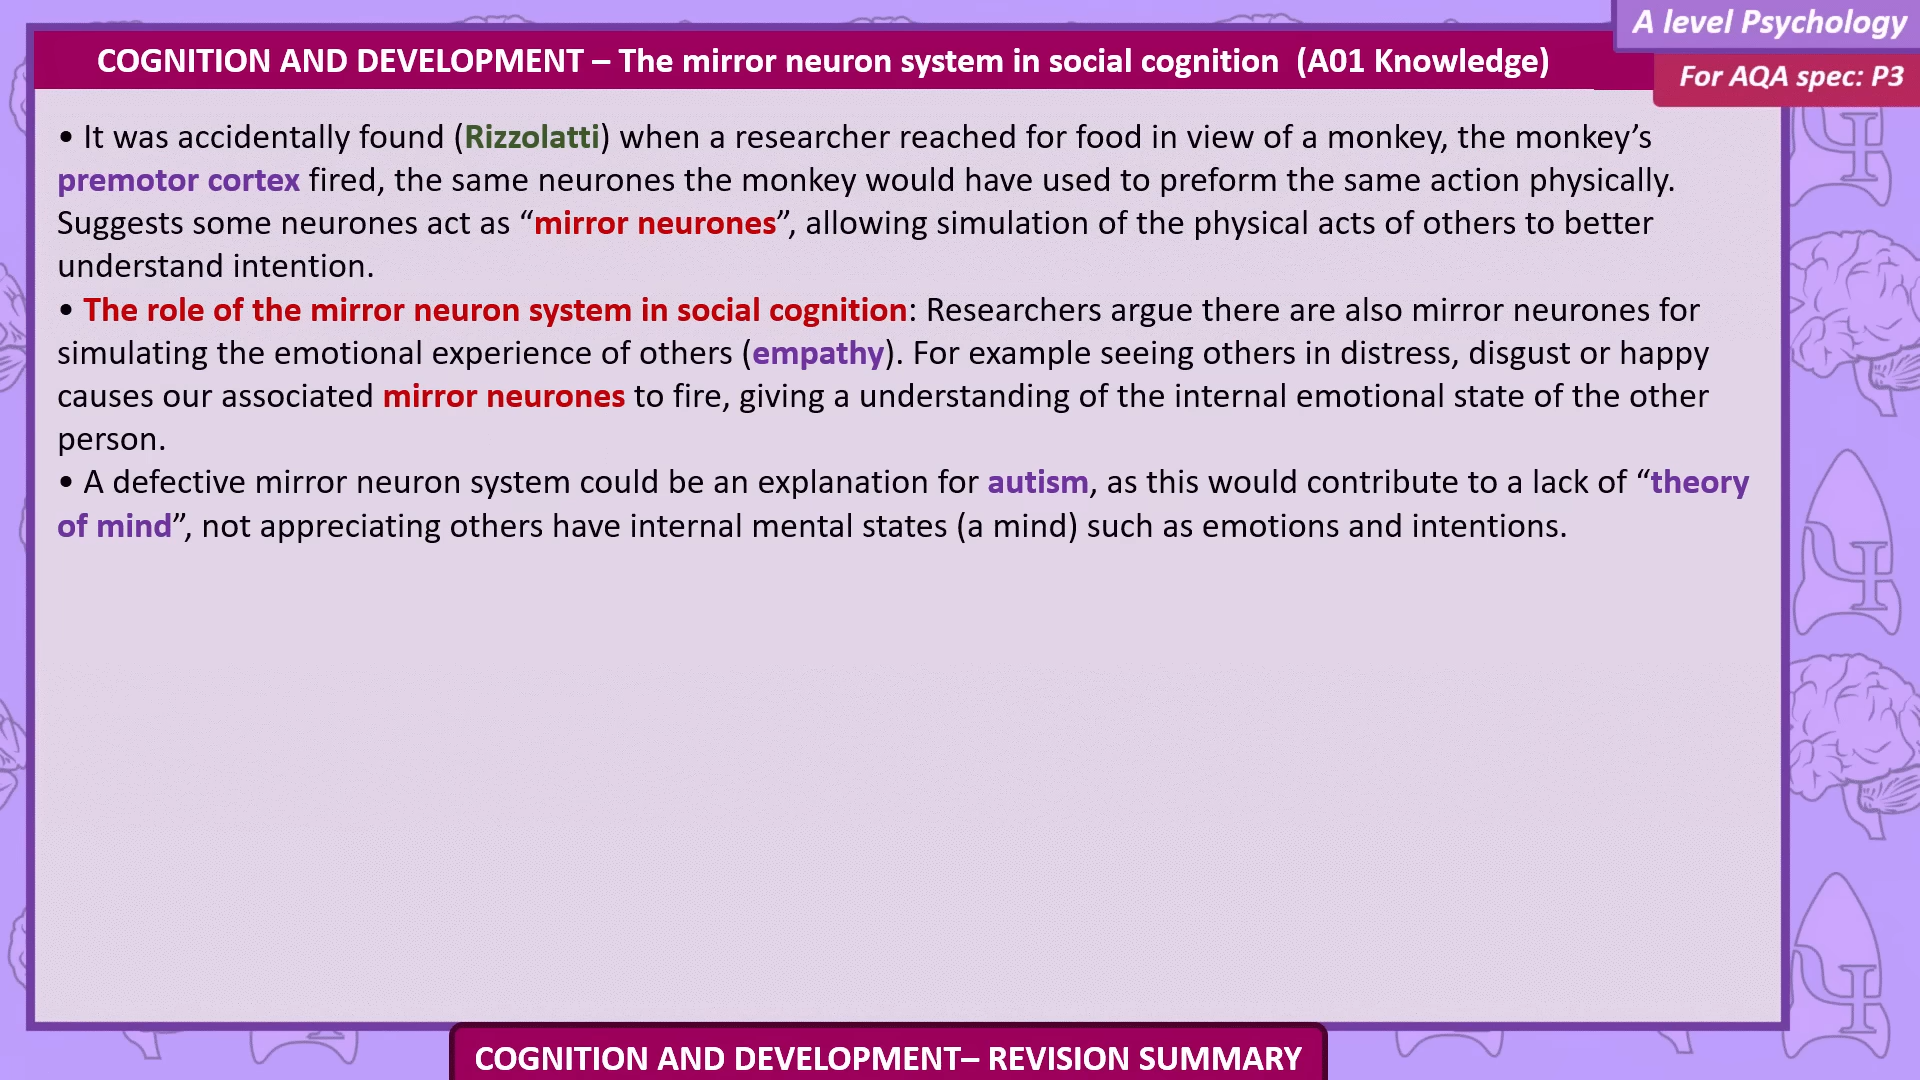 A level Psychology
COGNITION AND DEVELOPMENT – The mirror neuron system in social cognition (A01 Knowledge)
For AQA spec: P3
• It was accidentally found (Rizzolatti) when a researcher reached for food in view of a monkey, the monkey’s
premotor cortex fired, the same neurones the monkey would have used to preform the same action physically.
Suggests some neurones act as “mirror neurones”, allowing simulation of the physical acts of others to better
understand intention.
• The role of the mirror neuron system in social cognition: Researchers argue there are also mirror neurones for
simulating the emotional experience of others (empathy). For example seeing others in distress, disgust or happy
causes our associated mirror neurones to fire, giving a understanding of the internal emotional state of the other
person.
• A defective mirror neuron system could be an explanation for autism, as this would contribute to a lack of “theory
of mind”, not appreciating others have internal mental states (a mind) such as emotions and intentions.
COGNITION AND DEVELOPMENT– REVISION SUMMARY